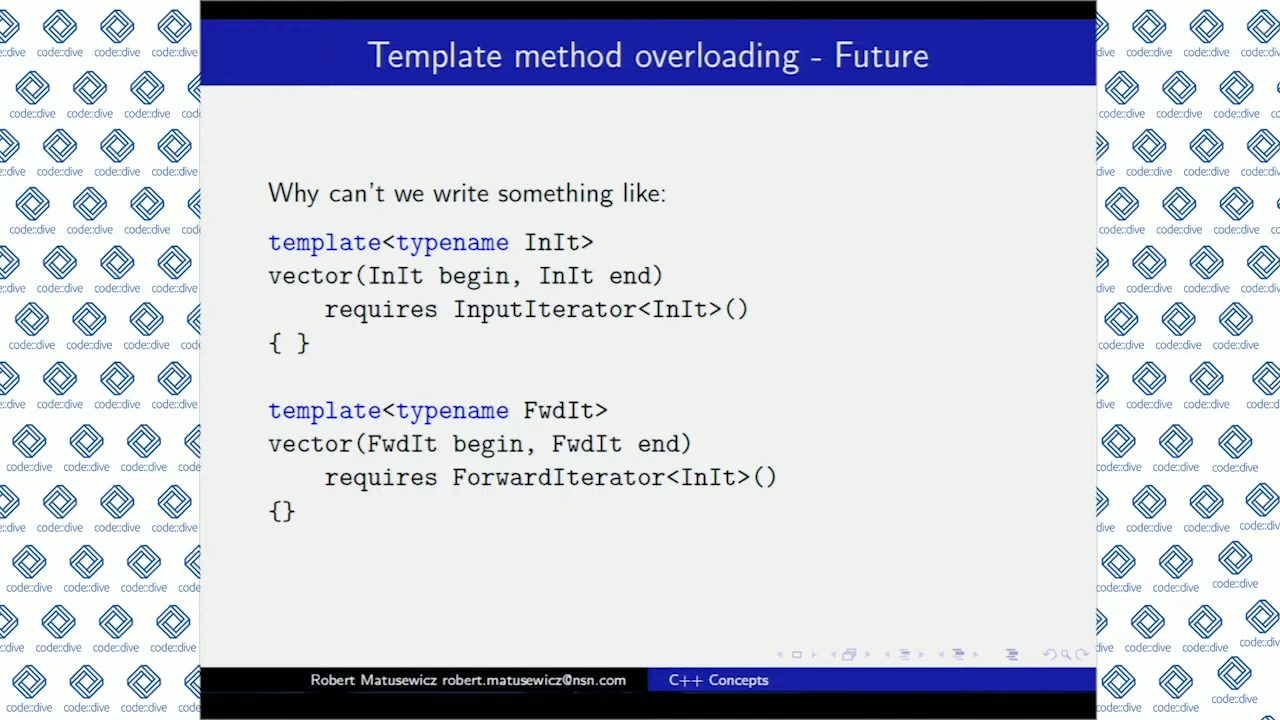 Template method overloading - Future
Why can't we write something like:
template<typename InIt>
vector(InIt begin, InIt end)
requires InputIterator<InIt>()
{ }
template<typename FwdIt>
vector(FwdIt begin, FwdIt end)
requires ForwardIterator<InIt>()
{}
Robert Matusewicz robert.matusewicz@nsn.com
C++ Concepts
code::dive